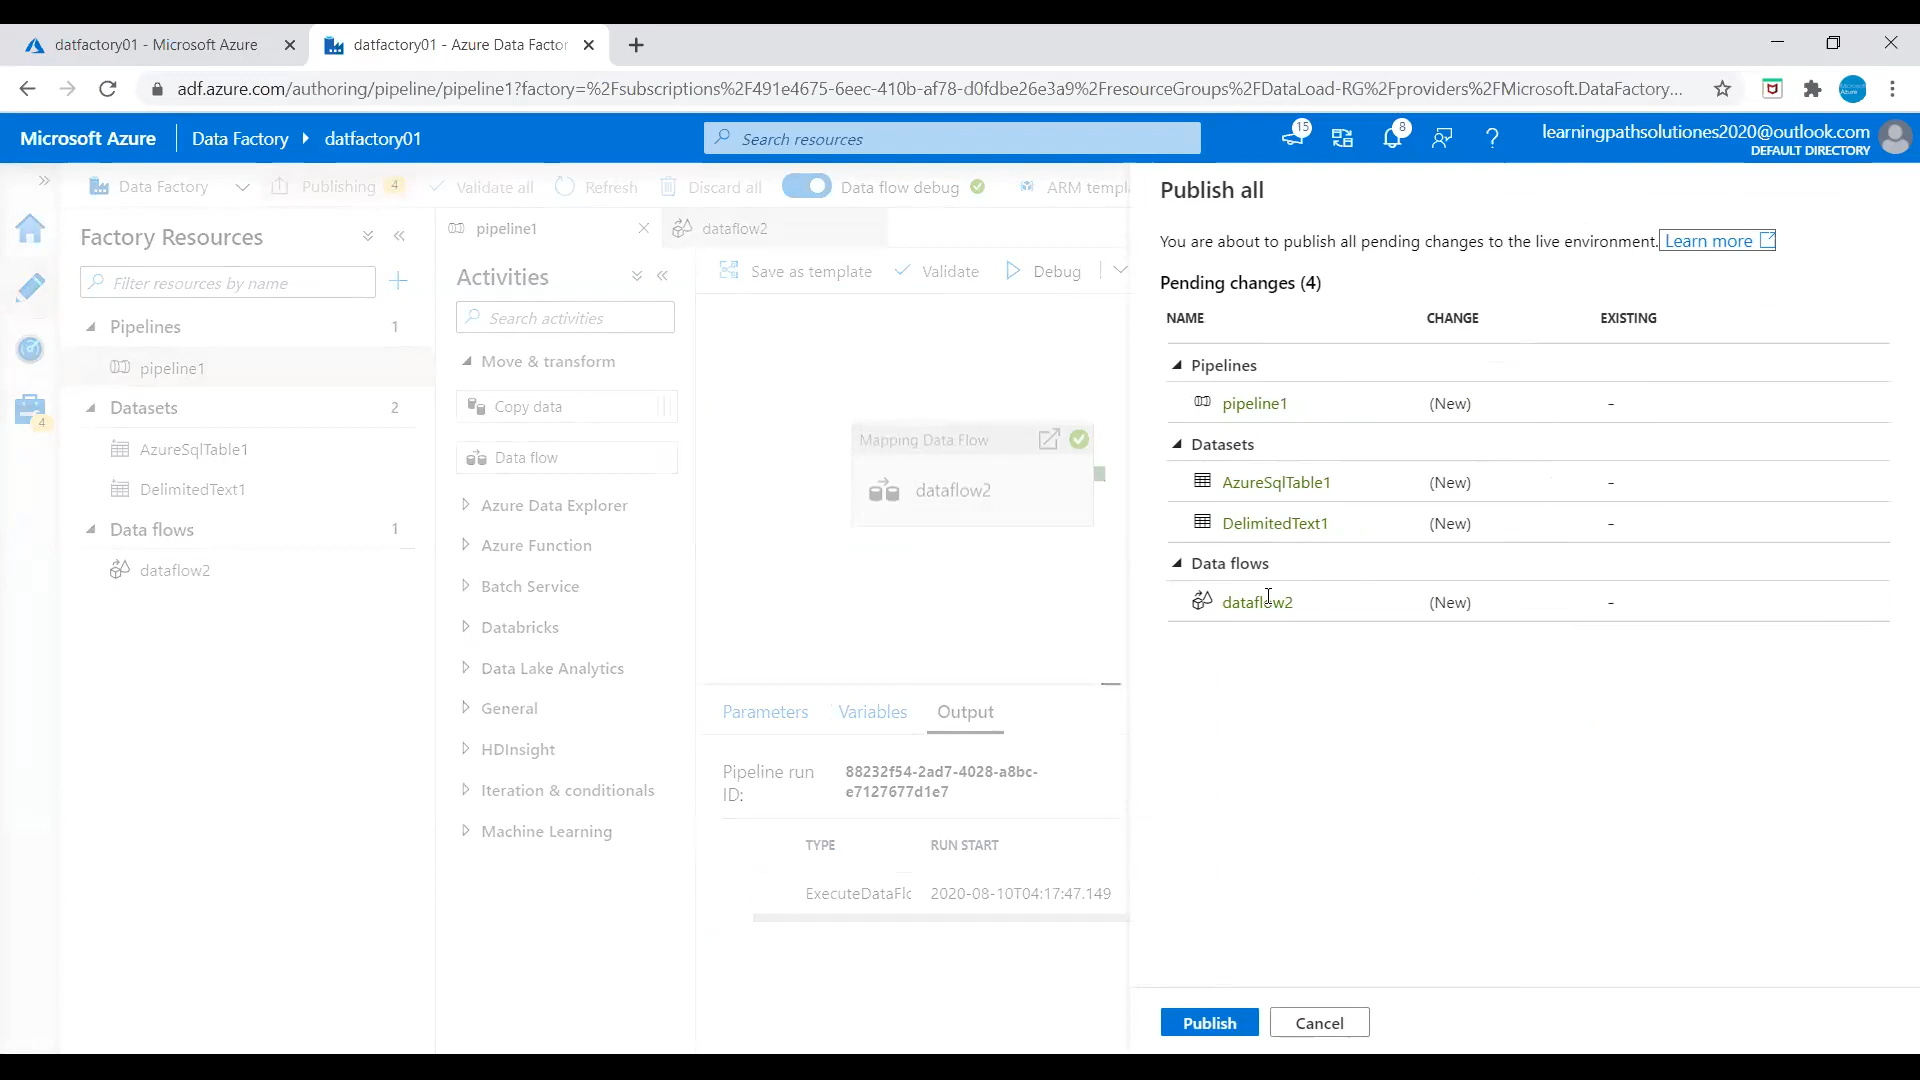 datfactory01 - Microsoft Azure
datfactory01 - Azure Data Factor
adf.azure.com/authoring/pipeline/pipeline1?factory=%2Fsubscriptions%2F491e4675-6eec-410b-af78-d0fdbe26e3a9%2FresourceGroups%2FDataLoad-RG%2Fproviders%2FMicrosoft.DataFactory...
Microsoft Azure
Data Factory
datfactory01
Search resources
15
8
learningpathsolutiones2020@outlook.com
DEFAULT DIRECTORY
Data Factory
Publishing
4
Validate all
Refresh
Discard all
Data flow debug
ARM templa
4
Factory Resources
Filter resources by name
Pipelines
1
pipeline1
Datasets
2
AzureSqlTable1
DelimitedText1
Data flows
1
dataflow2
pipeline1
dataflow2
Activities
Search activities
Move & transform
Copy data
Data flow
Azure Data Explorer
Azure Function
Batch Service
Databricks
Data Lake Analytics
General
HDInsight
Iteration & conditionals
Machine Learning
Save as template
Validate
Debug
Mapping Data Flow
dataflow2
Parameters
Variables
Output
Pipeline run
ID:
88232f54-2ad7-4028-a8bc-
e7127677d1e7
TYPE
RUN START
ExecuteDataFlo
2020-08-10T04:17:47.149
Publish all
You are about to publish all pending changes to the live environment. Learn more
Pending changes (4)
NAME
CHANGE
EXISTING
Pipelines
pipeline1
(New)
-
Datasets
AzureSqlTable1
(New)
-
DelimitedText1
(New)
-
Data flows
dataflow2
(New)
-
Publish
Cancel